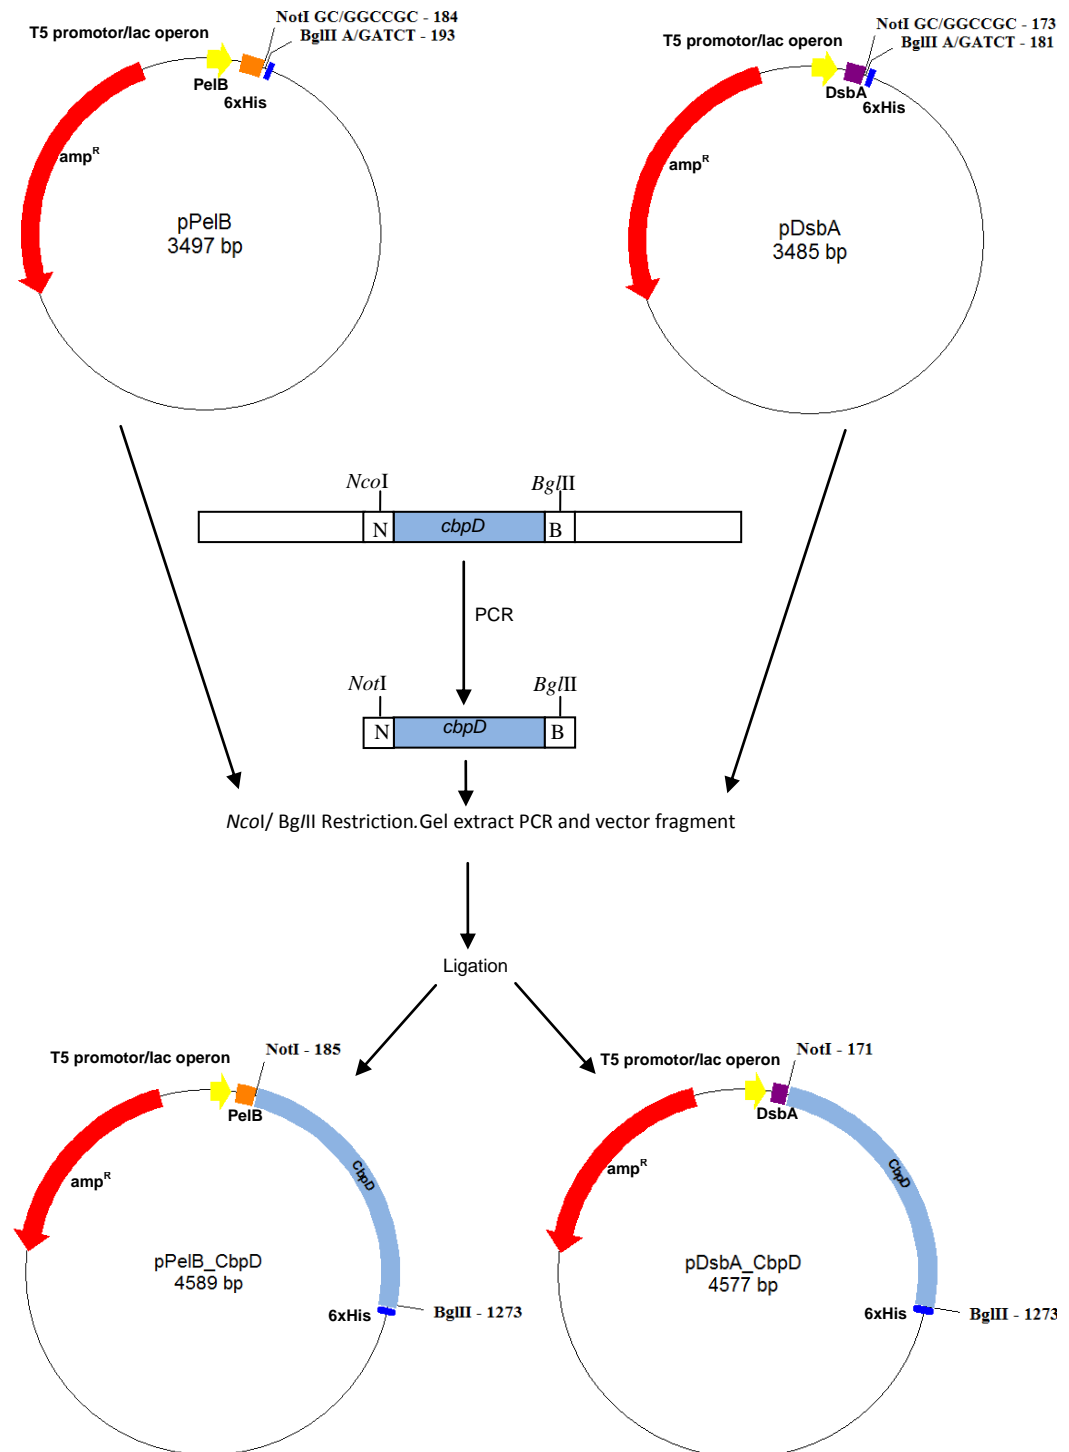 NotI GC/GGCCGC - 184
T5 promotor/lac operon
BglII A/GATCT - 193
PelB
6xHis
amp^R
pPelB
3497 bp
NotI GC/GGCCGC - 173
T5 promotor/lac operon
BglII A/GATCT - 181
DsbA
6xHis
amp^R
pDsbA
3485 bp
NcoI
BglII
N
cbpD
B
PCR
NotI
BglII
N
cbpD
B
NcoI/ BglII Restriction.Gel extract PCR and vector fragment
Ligation
NotI - 185
T5 promotor/lac operon
PelB
amp^R
CbpD
pPelB_CbpD
4589 bp
6xHis
BglII - 1273
NotI - 171
T5 promotor/lac operon
DsbA
amp^R
CbpD
pDsbA_CbpD
4577 bp
6xHis
BglII - 1273